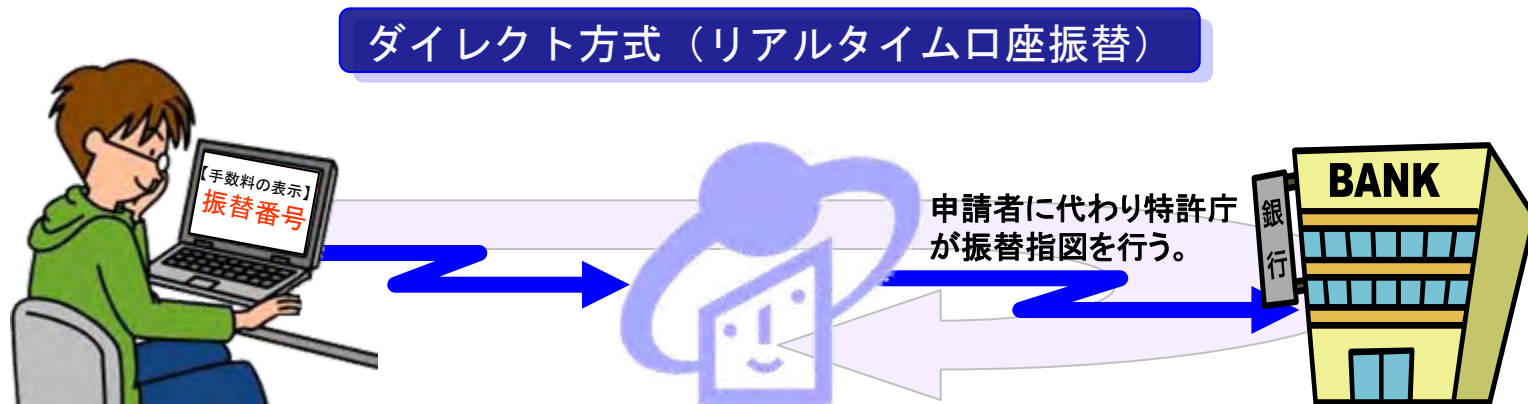 ダイレクト方式（リアルタイム口座振替）
【手数料の表示】
振替番号
申請者に代わり特許庁
が振替指図を行う。
銀行
BANK